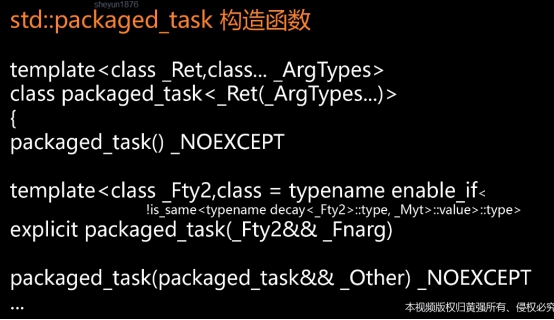 sheyun1876
std::packaged_task 构造函数
template<class _Ret,class... _ArgTypes>
class packaged_task<_Ret(_ArgTypes...)>
{
packaged_task() _NOEXCEPT
template<class _Fty2,class = typename enable_if<
!is_same<typename decay<_Fty2>::type, _Myt>::value>::type>
explicit packaged_task(_Fty2&& _Fnarg)
packaged_task(packaged_task&& _Other) _NOEXCEPT
...
本视频版权归黄强所有、侵权必究